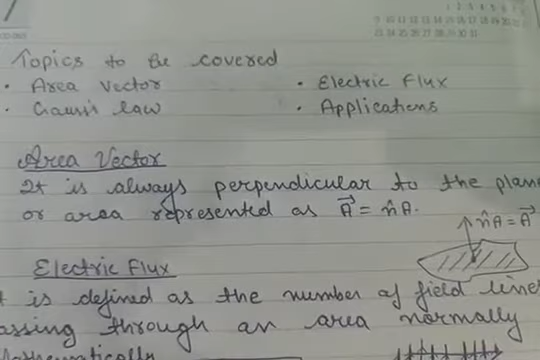 Topics to be covered
· Area Vector · Electric Flux
· Gauss's law · Applications
Area Vector
It is always perpendicular to the plane
or area represented as A⃗ = n̂A.
n̂A = A⃗
Electric Flux
is defined as the number of field lines
passing through an area normally
Mathematically